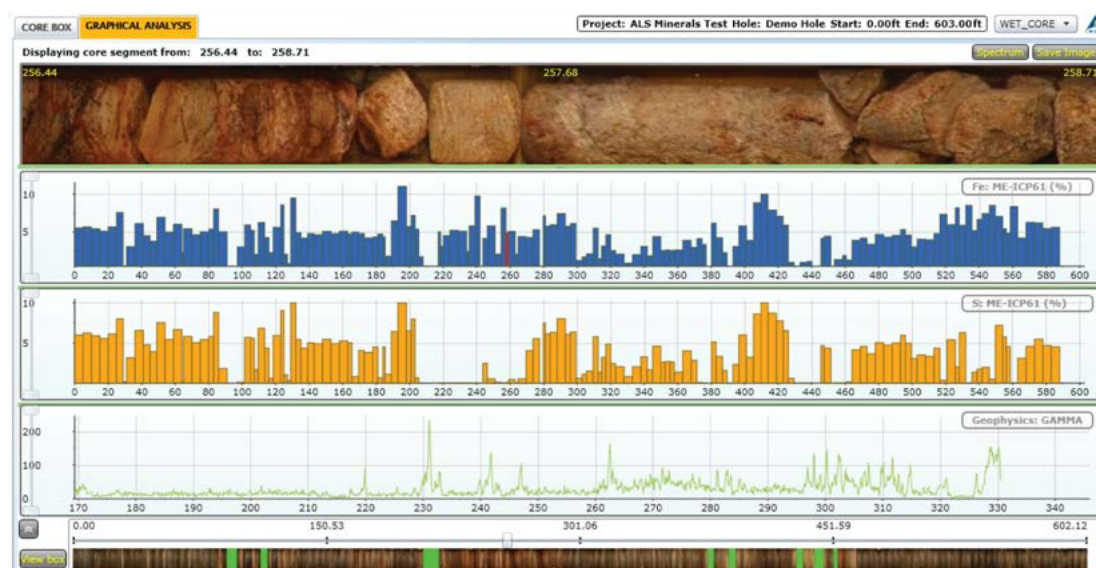 CORE BOX GRAPHICAL ANALYSIS Project: ALS Minerals Test Hole: Demo Hole Start: 0.00ft End: 603.00ft WET_CORE
Displaying core segment from: 256.44 to: 258.71 Spectrum Save Image
256.44 257.68 258.71
Fe: ME-ICP61 (%)
10
5
0 20 40 60 80 100 120 140 160 180 200 220 240 260 280 300 320 340 360 380 400 420 440 460 480 500 520 540 560 580 600
S: ME-ICP61 (%)
10
5
0 20 40 60 80 100 120 140 160 180 200 220 240 260 280 300 320 340 360 380 400 420 440 460 480 500 520 540 560 580 600
Geophysics: GAMMA
200
100
0
170 180 190 200 210 220 230 240 250 260 270 280 290 300 310 320 330 340
0.00 150.53 301.06 451.59 602.12
View box